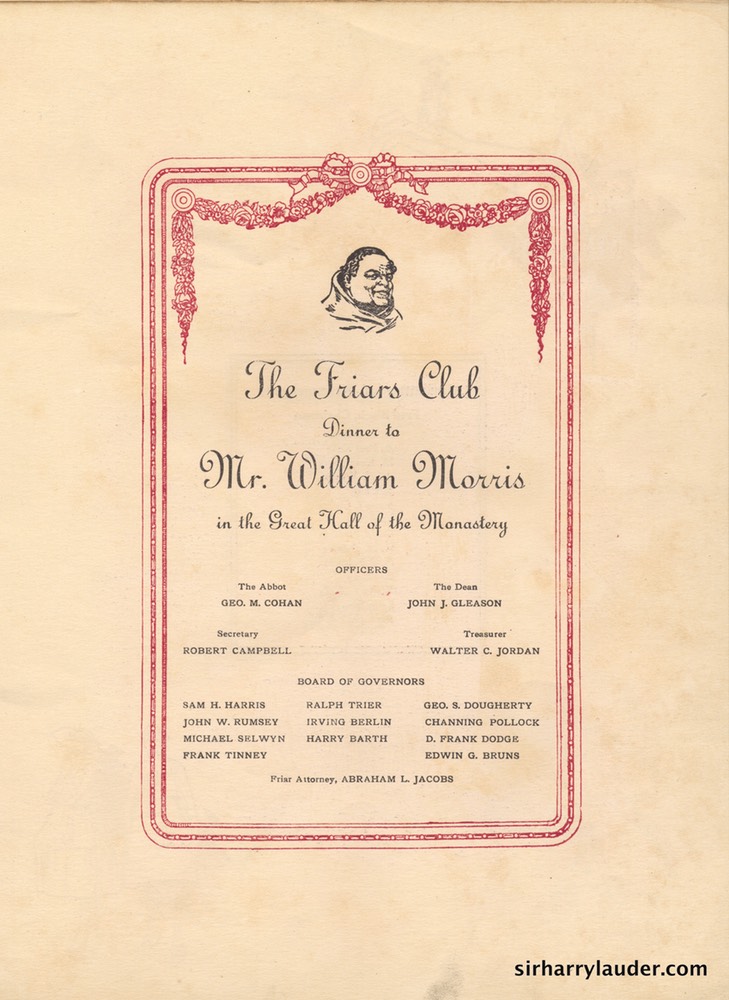 The Friars Club
Dinner to
Mr. William Morris
in the Great Hall of the Monastery
OFFICERS
The Abbot
GEO. M. COHAN
The Dean
JOHN J. GLEASON
Secretary
ROBERT CAMPBELL
Treasurer
WALTER C. JORDAN
BOARD OF GOVERNORS
SAM H. HARRIS
JOHN W. RUMSEY
MICHAEL SELWYN
FRANK TINNEY
RALPH TRIER
IRVING BERLIN
HARRY BARTH
GEO. S. DOUGHERTY
CHANNING POLLOCK
D. FRANK DODGE
EDWIN G. BRUNS
Friar Attorney, ABRAHAM L. JACOBS
sirharrylauder.com